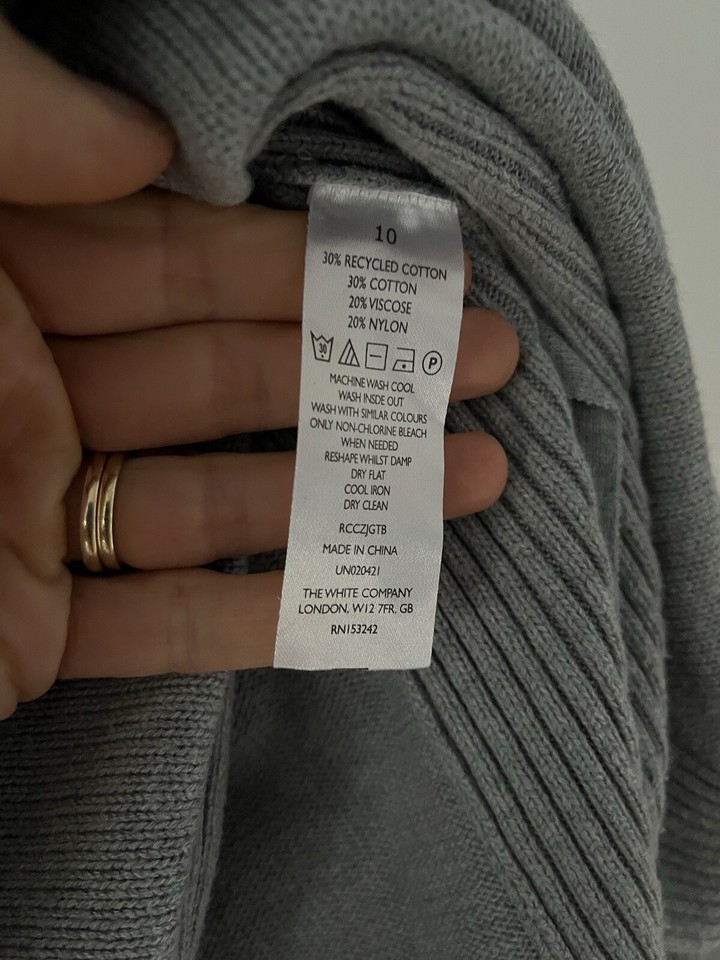 10
30% RECYCLED COTTON
30% COTTON
20% VISCOSE
20% NYLON
30 P
MACHINE WASH COOL
WASH INSDE OUT
WASH WITH SIMILAR COLOURS
ONLY NON-CHLORINE BLEACH
WHEN NEEDED
RESHAPE WHILST DAMP
DRY FLAT
COOL IRON
DRY CLEAN
RCCZJGTB
MADE IN CHINA
UN020421
THE WHITE COMPANY
LONDON, W12 7FR, GB
RN153242